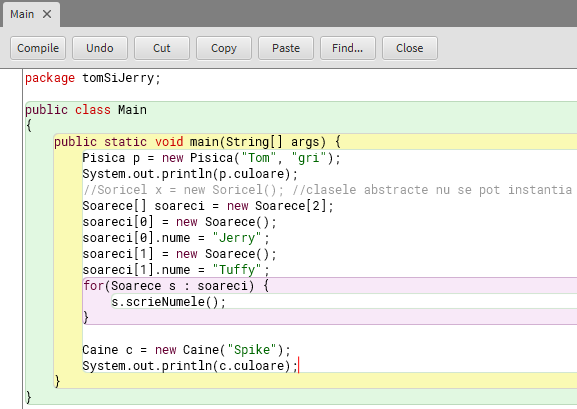 Main ×
Compile Undo Cut Copy Paste Find... Close
package tomSiJerry;
public class Main
{
    public static void main(String[] args) {
        Pisica p = new Pisica("Tom", "gri");
        System.out.println(p.culoare);
        //Soricel x = new Soricel(); //clasele abstracte nu se pot instantia
        Soarece[] soareci = new Soarece[2];
        soareci[0] = new Soarece();
        soareci[0].nume = "Jerry";
        soareci[1] = new Soarece();
        soareci[1].nume = "Tuffy";
        for(Soarece s : soareci) {
            s.scrieNumele();
        }
        Caine c = new Caine("Spike");
        System.out.println(c.culoare);
    }
}